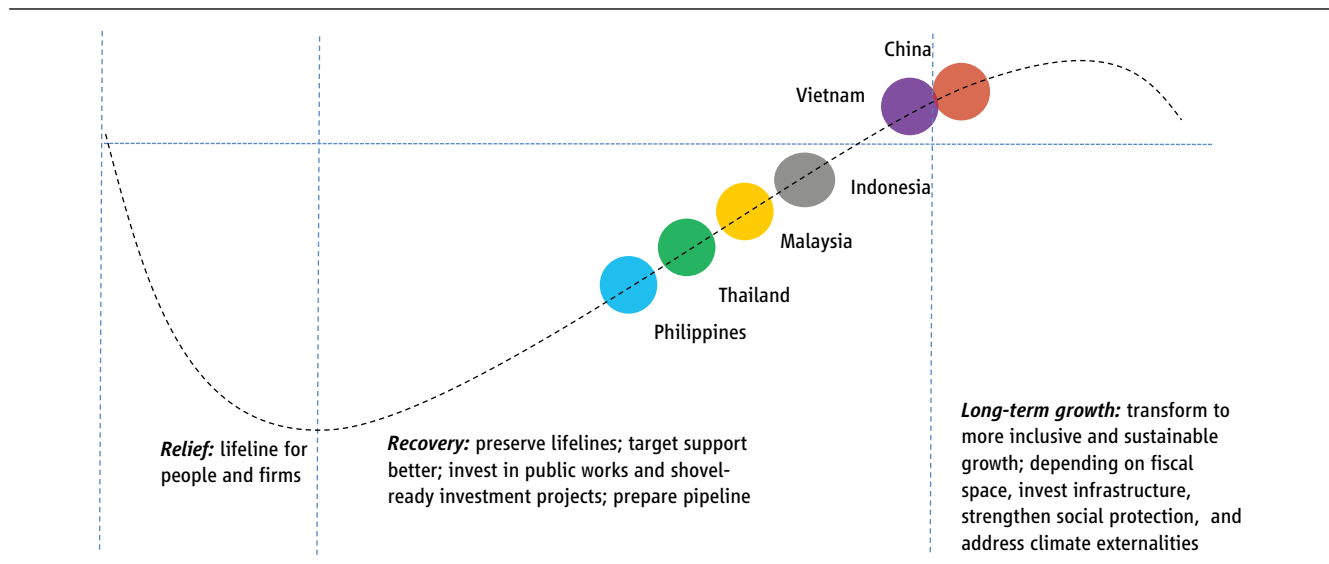 China
Vietnam
Indonesia
Malaysia
Thailand
Philippines
Relief: lifeline for
people and firms
Recovery: preserve lifelines; target support
better; invest in public works and shovel-
ready investment projects; prepare pipeline
Long-term growth: transform to
more inclusive and sustainable
growth; depending on fiscal
space, invest infrastructure,
strengthen social protection, and
address climate externalities